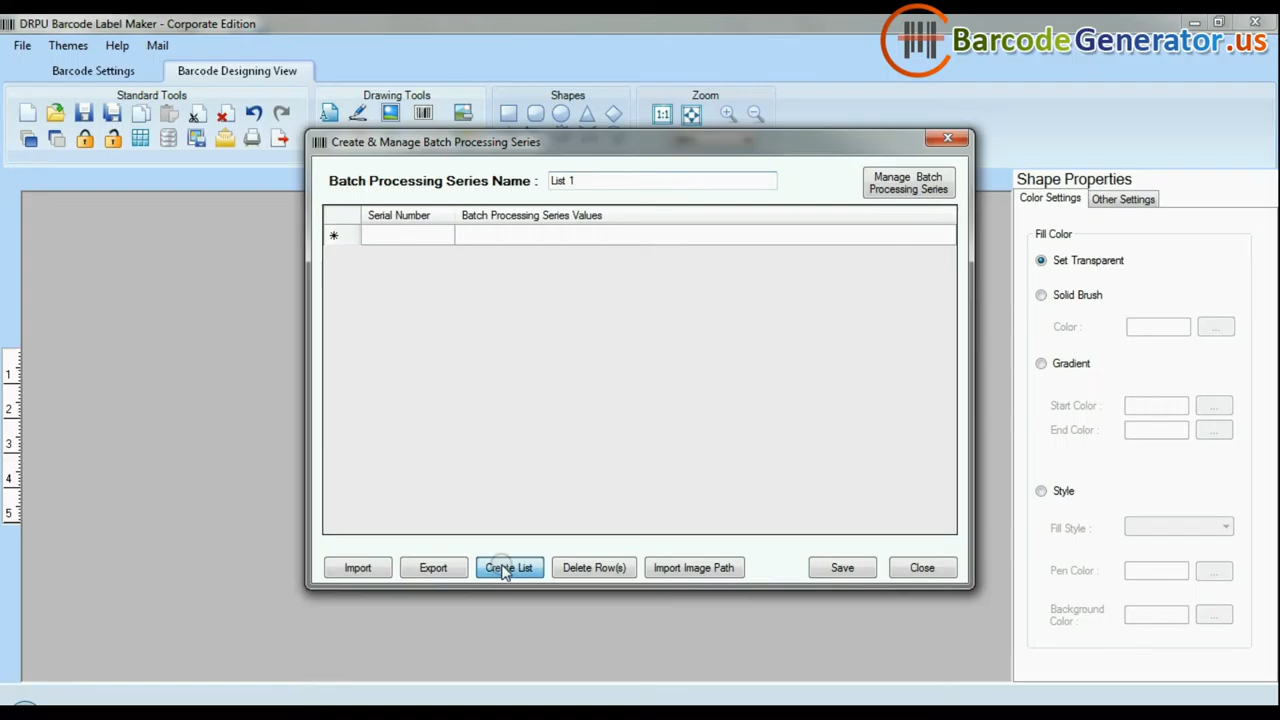 DRPU Barcode Label Maker - Corporate Edition
BarcodeGenerator.us
File Themes Help Mail
Barcode Settings Barcode Designing View
Standard Tools Drawing Tools Shapes Zoom
1:1
Create & Manage Batch Processing Series
Batch Processing Series Name : List 1
Manage Batch
Processing Series
Serial Number Batch Processing Series Values
Import Export Create List Delete Row(s) Import Image Path Save Close
Shape Properties
Color Settings Other Settings
Fill Color
Set Transparent
Solid Brush
Color : ...
Gradient
Start Color : ...
End Color : ...
Style
Fill Style :
Pen Color : ...
Background
Color : ...
1
2
3
4
5